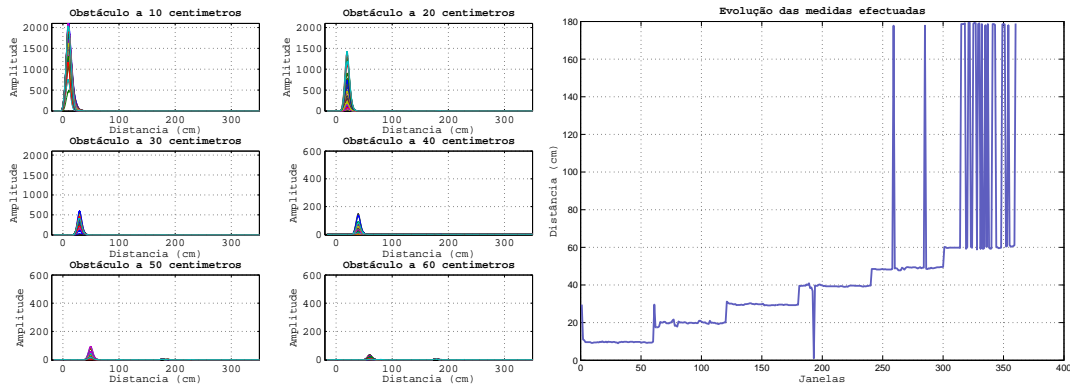 Obstáculo a 10 centimetros
2000
1500
1000
500
0
Amplitude
0 100 200 300
Distancia (cm)
Obstáculo a 20 centimetros
2000
1500
1000
500
0
Amplitude
0 100 200 300
Distancia (cm)
Obstáculo a 30 centimetros
2000
1500
1000
500
0
Amplitude
0 100 200 300
Distancia (cm)
Obstáculo a 40 centimetros
600
400
200
0
Amplitude
0 100 200 300
Distancia (cm)
Obstáculo a 50 centimetros
600
400
200
0
Amplitude
0 100 200 300
Distancia (cm)
Obstáculo a 60 centimetros
600
400
200
0
Amplitude
0 100 200 300
Distancia (cm)
Evolução das medidas efectuadas
180
160
140
120
100
80
60
40
20
0
Distância (cm)
0 50 100 150 200 250 300 350 400
Janelas